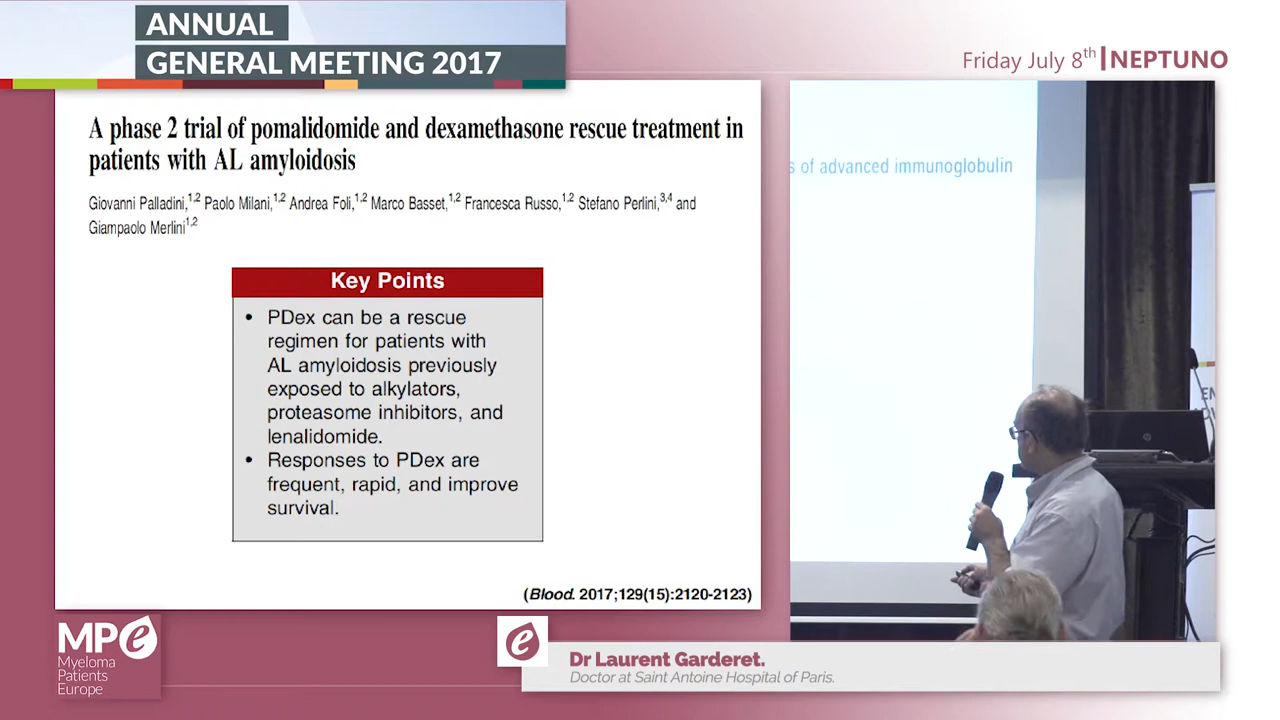 ANNUAL
GENERAL MEETING 2017
Friday July 8th | NEPTUNO
A phase 2 trial of pomalidomide and dexamethasone rescue treatment in
patients with AL amyloidosis
Giovanni Palladini,1,2 Paolo Milani,1,2 Andrea Foli,1,2 Marco Basset,1,2 Francesca Russo,1,2 Stefano Perlini,3,4 and
Giampaolo Merlini1,2
Key Points
• PDex can be a rescue
regimen for patients with
AL amyloidosis previously
exposed to alkylators,
proteasome inhibitors, and
lenalidomide.
• Responses to PDex are
frequent, rapid, and improve
survival.
(Blood. 2017;129(15):2120-2123)
s of advanced immunoglobulin
MPe
Myeloma
Patients
Europe
e
Dr Laurent Garderet.
Doctor at Saint Antoine Hospital of Paris.